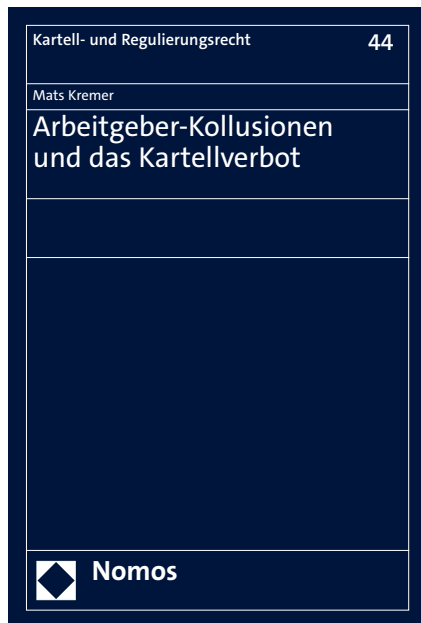 Kartell- und Regulierungsrecht 44
Mats Kremer
Arbeitgeber-Kollusionen
und das Kartellverbot
Nomos